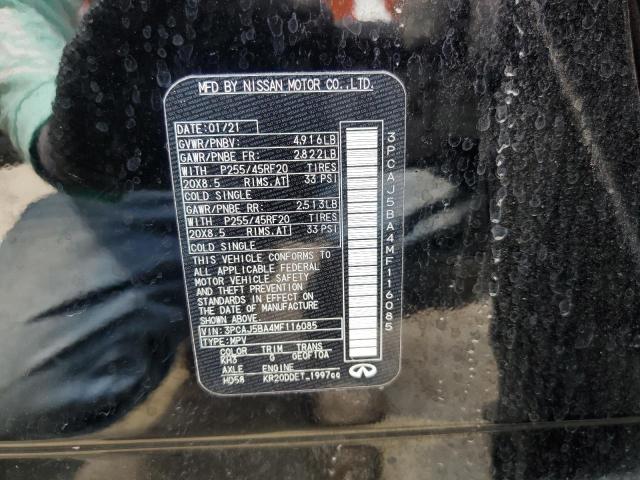 MFD BY NISSAN MOTOR CO.,LTD.
DATE:01/21
GVWR/PNBV: 4,916LB
GAWR/PNBE FR: 2,822LB
WITH P255/45RF20 TIRES
20X8.5 RIMS.AT 33 PSI
COLD SINGLE
GAWR/PNBE RR: 2,513LB
WITH P255/45RF20 TIRES
20X8.5 RIMS.AT 33 PSI
COLD SINGLE
THIS VEHICLE CONFORMS TO
ALL APPLICABLE FEDERAL
MOTOR VEHICLE SAFETY
AND THEFT PREVENTION
STANDARDS IN EFFECT ON
THE DATE OF MANUFACTURE
SHOWN ABOVE.
VIN: 3PCAJ5BA4MF116085
TYPE: MPV
COLOR TRIM TRANS
KH3 G GE0F10A
AXLE ENGINE
HD58 KR20DDET_1997cc
3PCAJ5BA4MF116085